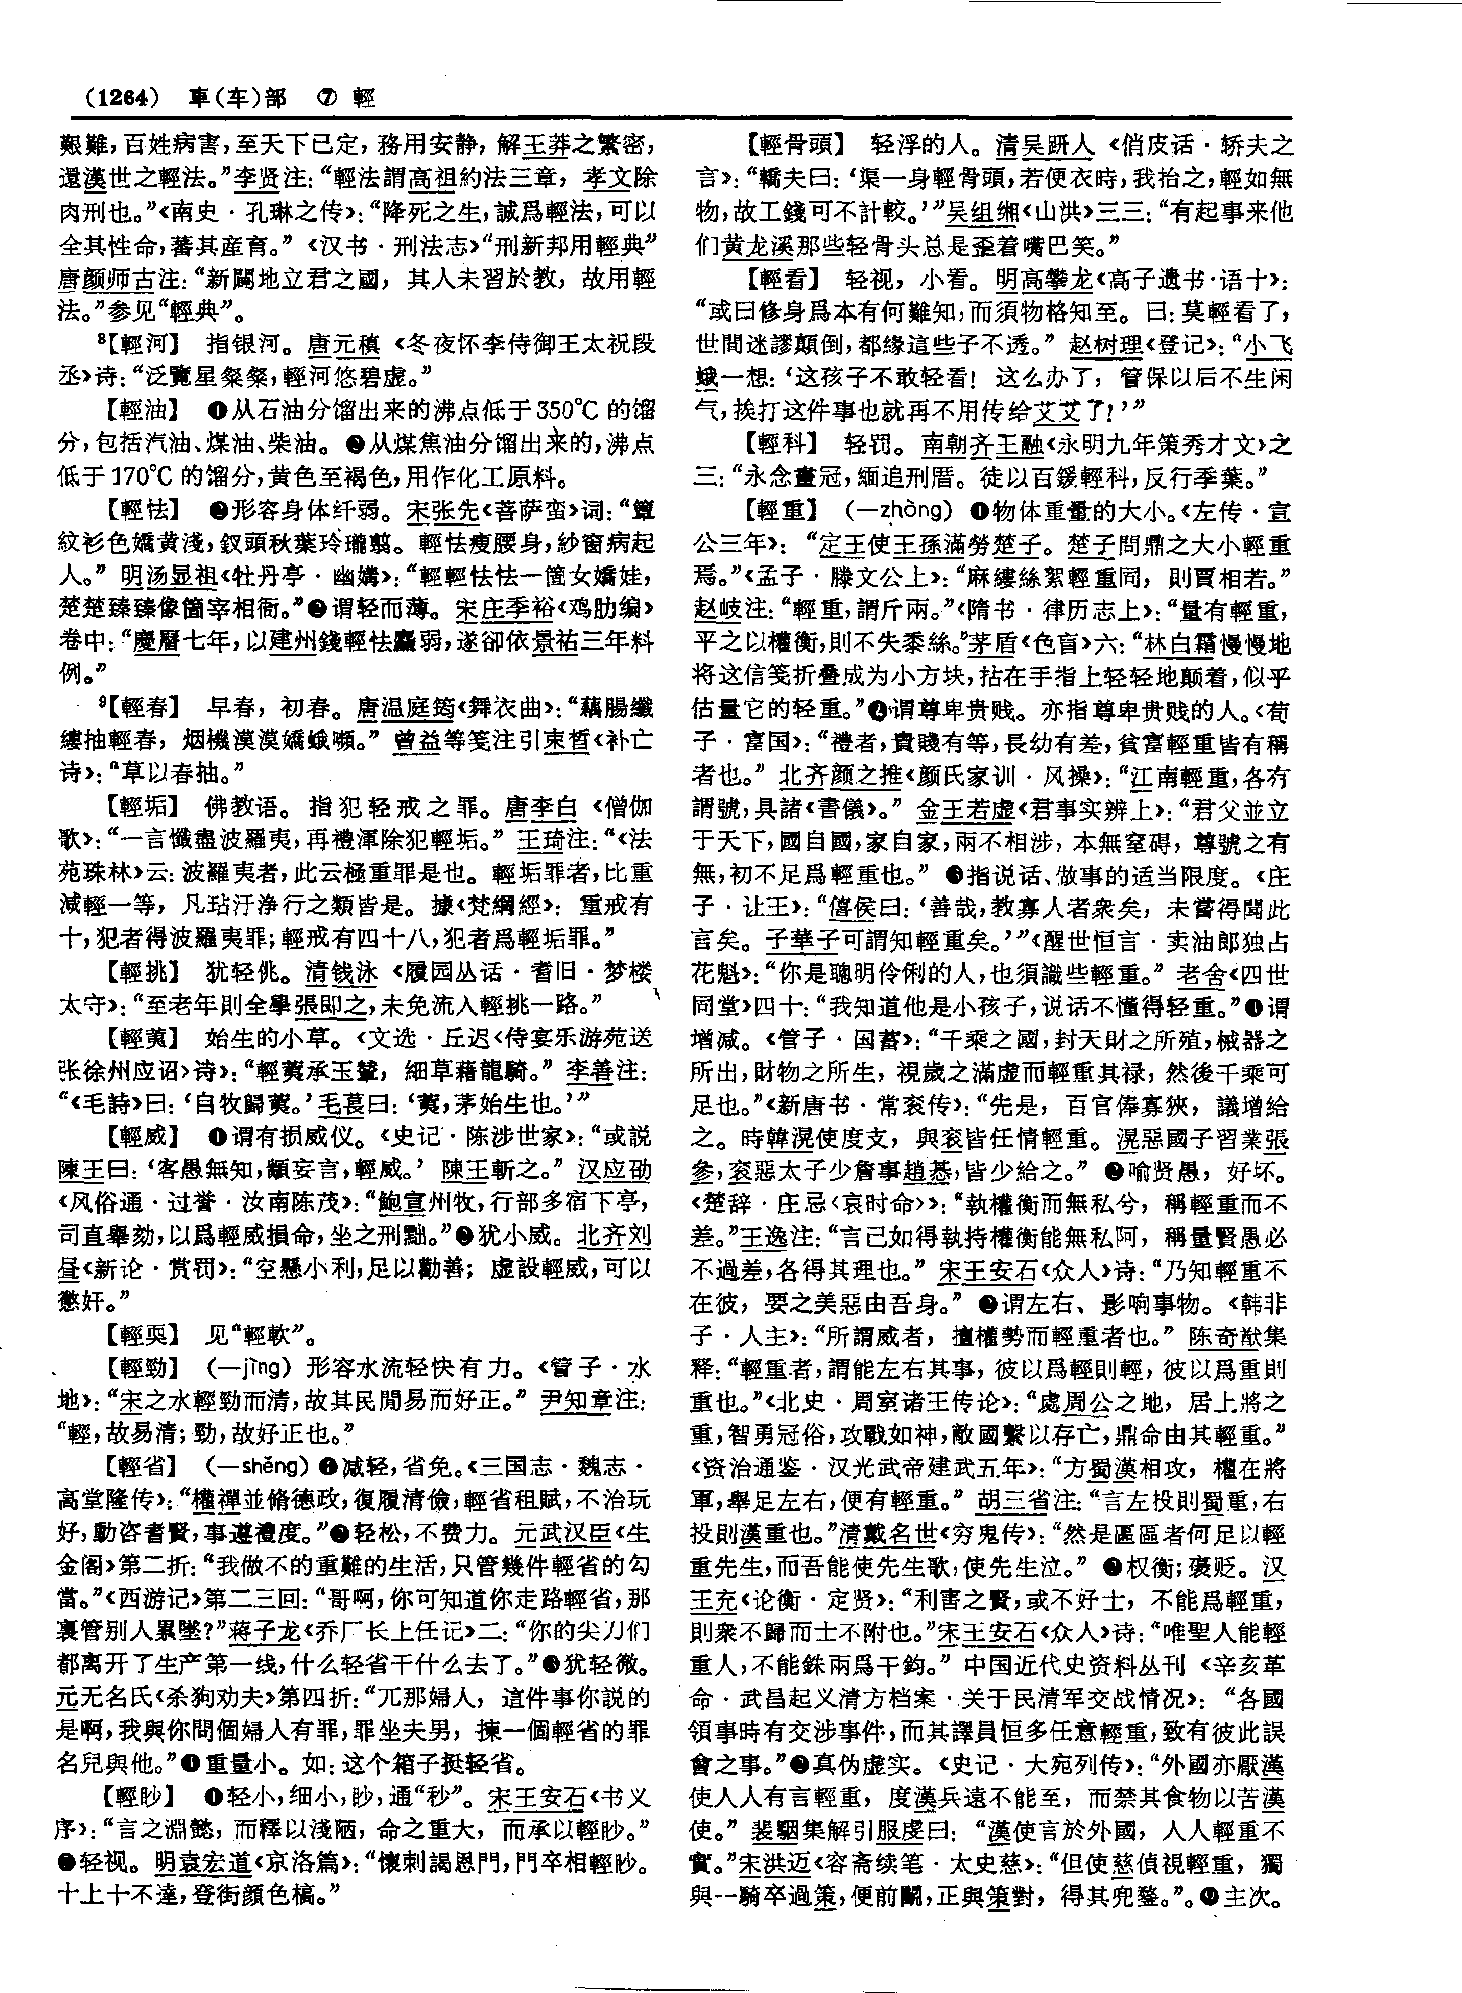 (1264) 車(车)部 ⑦ 輕
艱難，百姓病害，至天下已定，務用安静，解王莽之繁密，
還漢世之輕法。”李贤注：“輕法謂高祖約法三章，孝文除
肉刑也。”《南史·孔琳之传》：“降死之生，誠爲輕法，可以
全其性命，蕃其産育。”《汉书·刑法志》“刑新邦用輕典”
唐颜师古注：“新闢地立君之國，其人未習於教，故用輕
法。”参见“輕典”。
⁸【輕河】 指银河。唐元稹《冬夜怀李侍御王太祝段
丞》诗：“泛覽星粲粲，輕河悠碧虚。”
【輕油】 ❶从石油分馏出来的沸点低于350℃的馏
分，包括汽油、煤油、柴油。❷从煤焦油分馏出来的，沸点
低于170℃的馏分，黄色至褐色，用作化工原料。
【輕怯】 ❶形容身体纤弱。宋张先《菩萨蛮》词：“簟
紋衫色嬌黄淺，釵頭秋葉玲瓏翦。輕怯瘦腰身，紗窗病起
人。”明汤显祖《牡丹亭·幽媾》：“輕輕怯怯一箇女嬌娃，
楚楚臻臻像箇宰相衙。”❷谓轻而薄。宋庄季裕《鸡肋编》
卷中：“慶曆七年，以建州錢輕怯麤弱，遂卻依景祐三年料
例。”
⁹【輕春】 早春，初春。唐温庭筠《舞衣曲》：“藕腸纖
縷抽輕春，烟機漠漠嬌蛾嚬。”曾益等笺注引束皙《补亡
诗》：“草以春抽。”
【輕垢】 佛教语。指犯轻戒之罪。唐李白《僧伽
歌》：“一言懺盡波羅夷，再禮渾除犯輕垢。”王琦注：“《法
苑珠林》云：波羅夷者，此云極重罪是也。輕垢罪者，比重
減輕一等，凡玷汙净行之類皆是。據《梵綱經》：重戒有
十，犯者得波羅夷罪；輕戒有四十八，犯者爲輕垢罪。”
【輕挑】 犹轻佻。清钱泳《履园丛话·耆旧·梦楼
太守》：“至老年則全學張即之，未免流入輕挑一路。”
【輕荑】 始生的小草。《文选·丘迟〈侍宴乐游苑送
张徐州应诏〉诗》：“輕荑承玉輦，細草藉龍騎。”李善注：
“《毛詩》曰：‘自牧歸荑。’毛萇曰：‘荑，茅始生也。’”
【輕威】 ❶谓有损威仪。《史记·陈涉世家》：“或説
陳王曰：‘客愚無知，顓妄言，輕威。’陳王斬之。”汉应劭
《风俗通·过誉·汝南陈茂》：“鮑宣州牧，行部多宿下亭，
司直舉劾，以爲輕威損命，坐之刑黜。”❷犹小威。北齐刘
昼《新论·赏罚》：“空懸小利，足以勸善；虚設輕威，可以
懲奸。”
【輕耎】 见“輕軟”。
【輕勁】 （—jìng）形容水流轻快有力。《管子·水
地》：“宋之水輕勁而清，故其民閒易而好正。”尹知章注：
“輕，故易清；勁，故好正也。”
【輕省】 （—shěng）❶减轻，省免。《三国志·魏志·
高堂隆传》：“權禪並脩德政，復履清儉，輕省租賦，不治玩
好，動咨耆賢，事遵禮度。”❷轻松，不费力。元武汉臣《生
金阁》第二折：“我做不的重難的生活，只管幾件輕省的勾
當。”《西游记》第二三回：“哥啊，你可知道你走路輕省，那
裏管别人累墜？”蒋子龙《乔厂长上任记》二：“你的尖刀们
都离开了生产第一线，什么轻省干什么去了。”❸犹轻微。
元无名氏《杀狗劝夫》第四折：“兀那婦人，這件事你説的
是啊，我與你問個婦人有罪，罪坐夫男，揀一個輕省的罪
名兒與他。”❹重量小。如：这个箱子挺轻省。
【輕眇】 ❶轻小，细小，眇，通“秒”。宋王安石《书义
序》：“言之淵懿，而釋以淺陋，命之重大，而承以輕眇。”
❷轻视。明袁宏道《京洛篇》：“懷刺謁恩門，門卒相輕眇。
十上十不達，登街顔色槁。”
【輕骨頭】 轻浮的人。清吴趼人《俏皮话·轿夫之
言》：“轎夫曰：‘渠一身輕骨頭，若便衣時，我抬之，輕如無
物，故工錢可不計較。’”吴组缃《山洪》三三：“有起事来他
们黄龙溪那些轻骨头总是歪着嘴巴笑。”
【輕看】 轻视，小看。明高攀龙《高子遗书·语十》：
“或曰修身爲本有何難知，而須物格知至。曰：莫輕看了，
世間迷謬顛倒，都缘這些子不透。”赵树理《登记》：“小飞
蛾一想：‘这孩子不敢轻看！这么办了，管保以后不生闲
气，挨打这件事也就再不用传给艾艾了！’”
【輕科】 轻罚。南朝齐王融《永明九年策秀才文》之
三：“永念畫冠，緬追刑厝。徒以百鍰輕科，反行季葉。”
【輕重】 （—zhòng）❶物体重量的大小。《左传·宣
公三年》：“定王使王孫滿勞楚子。楚子問鼎之大小輕重
焉。”《孟子·滕文公上》：“麻縷絲絮輕重同，則賈相若。”
赵岐注：“輕重，謂斤兩。”《隋书·律历志上》：“量有輕重，
平之以權衡，則不失黍絲。”茅盾《色盲》六：“林白霜慢慢地
将这信笺折叠成为小方块，拈在手指上轻轻地颠着，似乎
估量它的轻重。”❷谓尊卑贵贱。亦指尊卑贵贱的人。《荀
子·富国》：“禮者，貴賤有等，長幼有差，貧富輕重皆有稱
者也。”北齐颜之推《颜氏家训·风操》：“江南輕重，各有
謂號，具諸《書儀》。”金王若虚《君事实辨上》：“君父並立
于天下，國自國，家自家，兩不相涉，本無窒碍，尊號之有
無，初不足爲輕重也。”❸指说话、做事的适当限度。《庄
子·让王》：“僖侯曰：‘善哉，教寡人者衆矣，未嘗得聞此
言矣。子華子可謂知輕重矣。’”《醒世恒言·卖油郎独占
花魁》：“你是聰明伶俐的人，也須識些輕重。”老舍《四世
同堂》四十：“我知道他是小孩子，说话不懂得轻重。”❹谓
增减。《管子·国蓄》：“千乘之國，封天財之所殖，械器之
所出，財物之所生，視歲之滿虚而輕重其禄，然後千乘可
足也。”《新唐书·常衮传》：“先是，百官俸寡狹，議增給
之。時韓滉使度支，與衮皆任情輕重。滉惡國子習業張
參，衮惡太子少詹事趙惎，皆少給之。”❺喻贤愚，好坏。
《楚辞·庄忌〈哀时命〉》：“執權衡而無私兮，稱輕重而不
差。”王逸注：“言己如得執持權衡能無私阿，稱量賢愚必
不過差，各得其理也。”宋王安石《众人》诗：“乃知輕重不
在彼，要之美惡由吾身。”❻谓左右、影响事物。《韩非
子·人主》：“所謂威者，擅權勢而輕重者也。”陈奇猷集
释：“輕重者，謂能左右其事，彼以爲輕則輕，彼以爲重則
重也。”《北史·周室诸王传论》：“處周公之地，居上將之
重，智勇冠俗，攻戰如神，敵國繫以存亡，鼎命由其輕重。”
《资治通鉴·汉光武帝建武五年》：“方蜀漢相攻，權在將
軍，舉足左右，便有輕重。”胡三省注：“言左投則蜀重，右
投則漢重也。”清戴名世《穷鬼传》：“然是區區者何足以輕
重先生，而吾能使先生歌，使先生泣。”❼权衡；褒贬。汉
王充《论衡·定贤》：“利害之賢，或不好士，不能爲輕重，
則衆不歸而士不附也。”宋王安石《众人》诗：“唯聖人能輕
重人，不能銖兩爲千鈞。”中国近代史资料丛刊《辛亥革
命·武昌起义清方档案·关于民清军交战情况》：“各國
領事時有交涉事件，而其譯員恒多任意輕重，致有彼此誤
會之事。”❽真伪虚实。《史记·大宛列传》：“外國亦厭漢
使人人有言輕重，度漢兵遠不能至，而禁其食物以苦漢
使。”裴駰集解引服虔曰：“漢使言於外國，人人輕重不
實。”宋洪迈《容斋续笔·太史慈》：“但使慈偵視輕重，獨
與一騎卒過策，便前鬭，正與策對，得其兜鍪。”。❾主次。